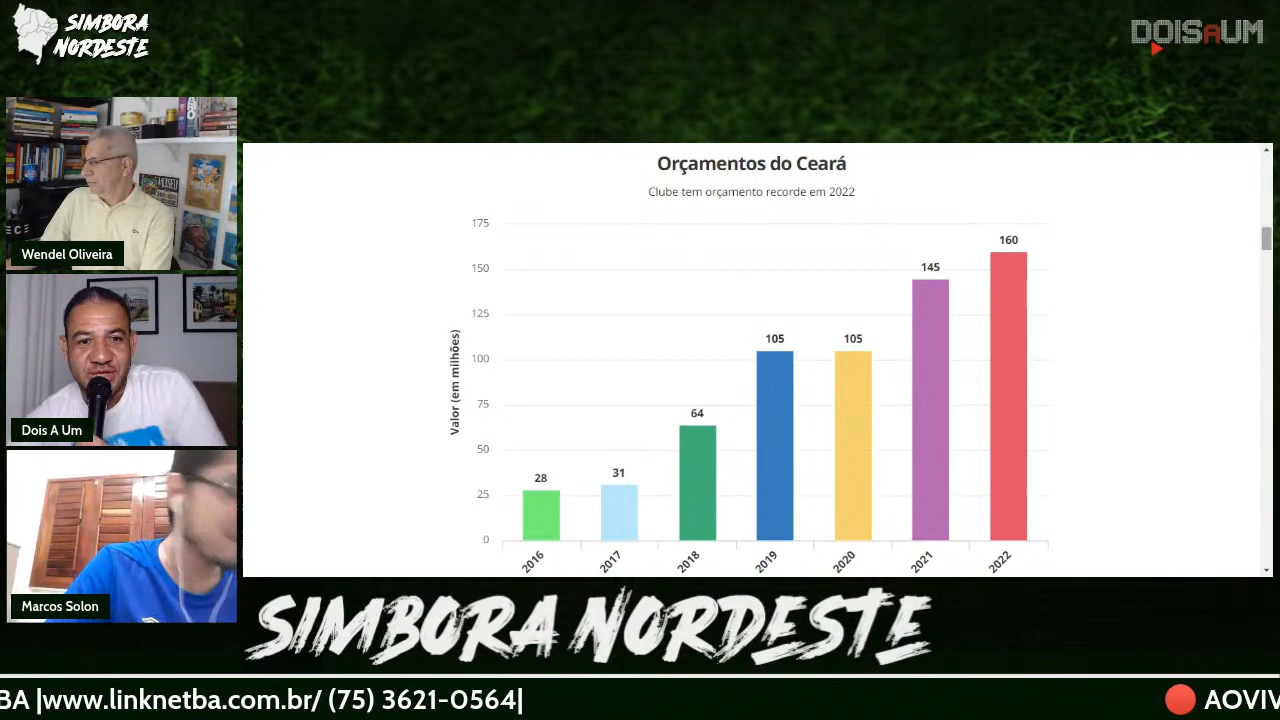 SIMBORA
NORDESTE
DOISAUM
Wendel Oliveira
Dois A Um
Marcos Solon
Orçamentos do Ceará
Clube tem orçamento recorde em 2022
Valor (em milhões)
175
150
125
100
75
50
25
0
28
31
64
105
105
145
160
2016
2017
2018
2019
2020
2021
2022
SIMBORA NORDESTE
BA |www.linknetba.com.br/ (75) 3621-0564|
AOVIV